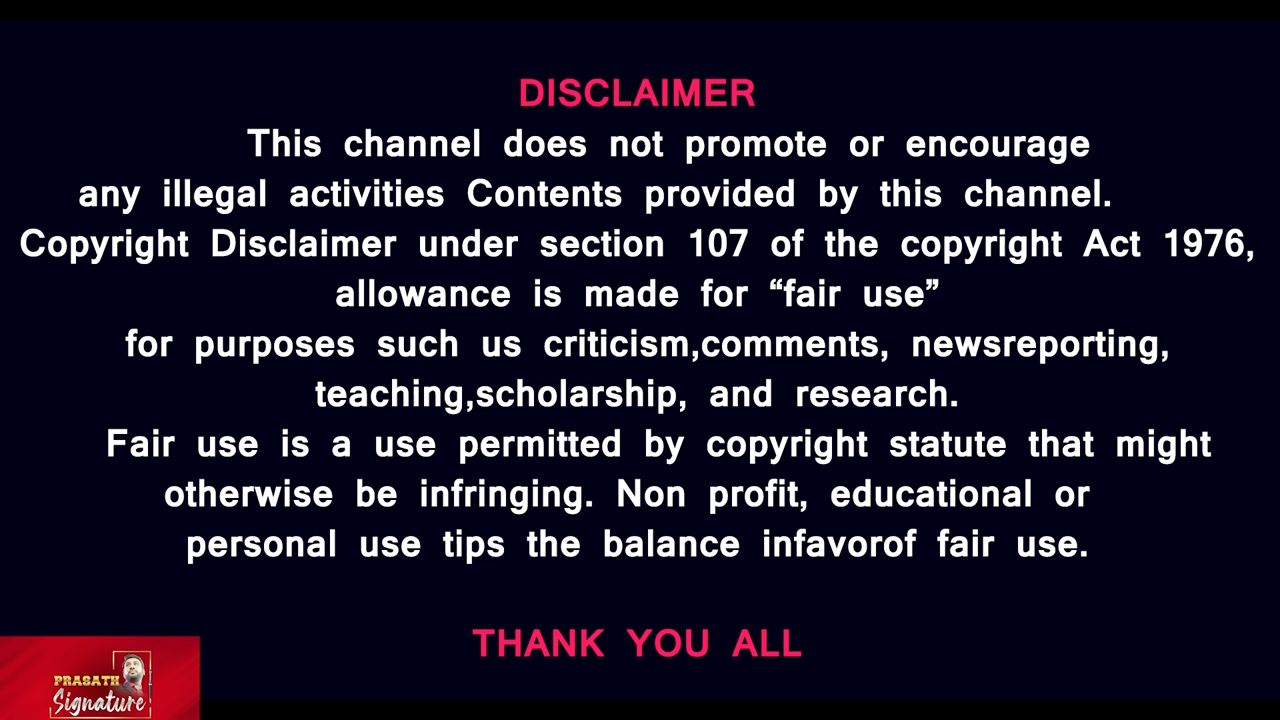 DISCLAIMER
This channel does not promote or encourage
any illegal activities Contents provided by this channel.
Copyright Disclaimer under section 107 of the copyright Act 1976,
allowance is made for “fair use”
for purposes such us criticism,comments, newsreporting,
teaching,scholarship, and research.
Fair use is a use permitted by copyright statute that might
otherwise be infringing. Non profit, educational or
personal use tips the balance infavorof fair use.
THANK YOU ALL
PRASATH
Signature